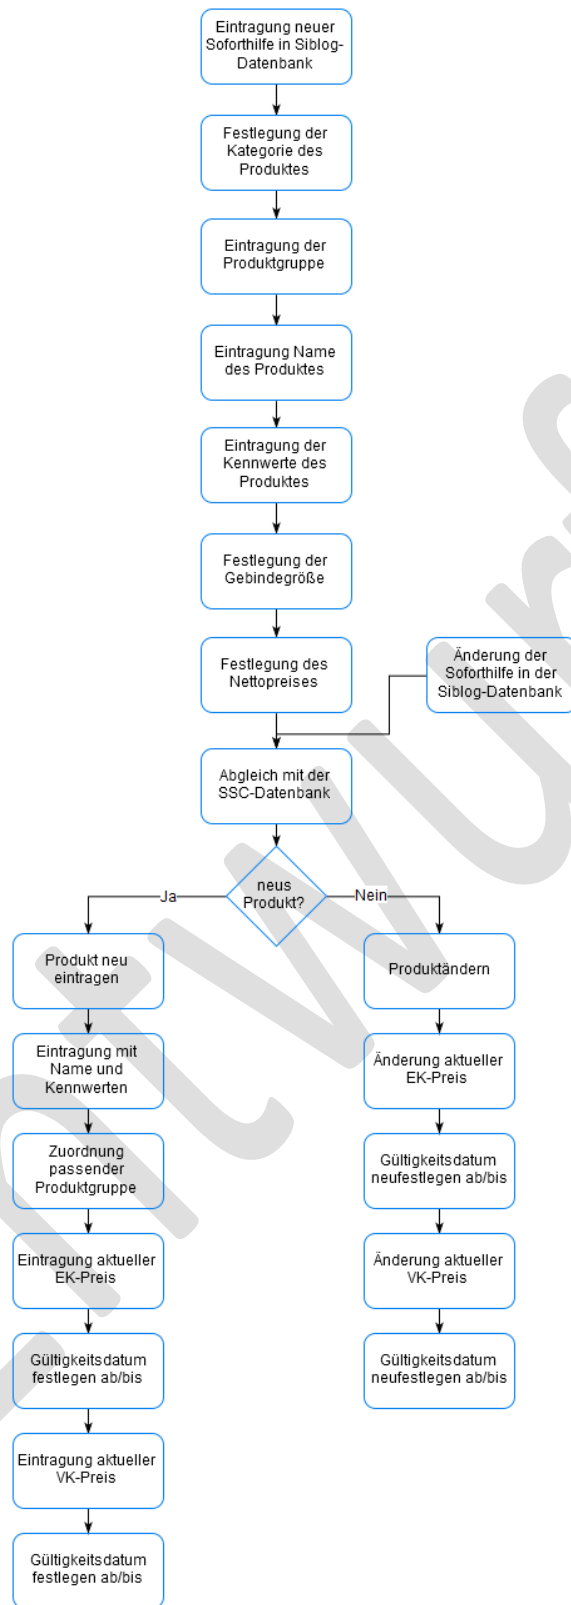 Eintragung neuer
Soforthilfe in Siblog-
Datenbank
Festlegung der
Kategorie des
Produktes
Eintragung der
Produktgruppe
Eintragung Name
des Produktes
Eintragung der
Kennwerte des
Produktes
Festlegung der
Gebindegröße
Festlegung des
Nettopreises
Änderung der
Soforthilfe in der
Siblog-Datenbank
Abgleich mit der
SSC-Datenbank
neus
Produkt?
Ja
Nein
Produkt neu
eintragen
Eintragung mit
Name und
Kennwerten
Zuordnung
passender
Produktgruppe
Eintragung aktueller
EK-Preis
Gültigkeitsdatum
festlegen ab/bis
Eintragung aktueller
VK-Preis
Gültigkeitsdatum
festlegen ab/bis
Produktändern
Änderung aktueller
EK-Preis
Gültigkeitsdatum
neufestlegen ab/bis
Änderung aktueller
VK-Preis
Gültigkeitsdatum
neufestlegen ab/bis
Entwurf